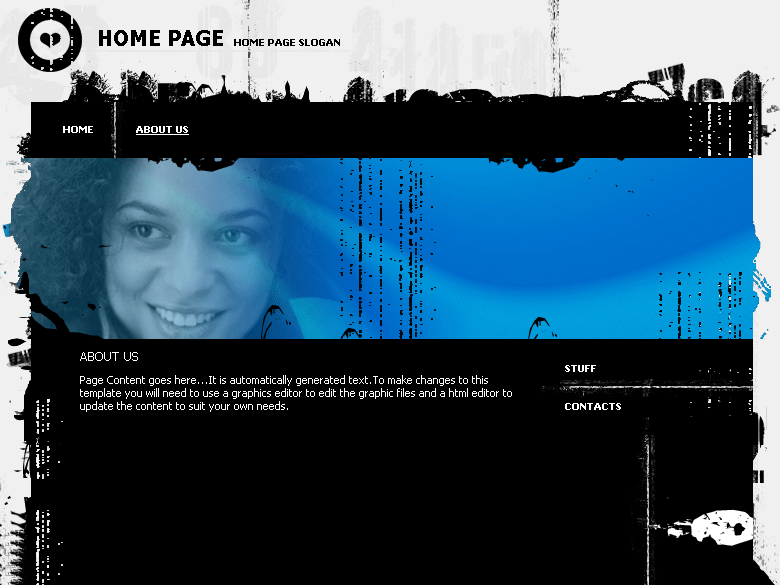 HOME PAGE HOME PAGE SLOGAN
HOME ABOUT US
ABOUT US
Page Content goes here...It is automatically generated text.To make changes to this
template you will need to use a graphics editor to edit the graphic files and a html editor to
update the content to suit your own needs.
STUFF
CONTACTS